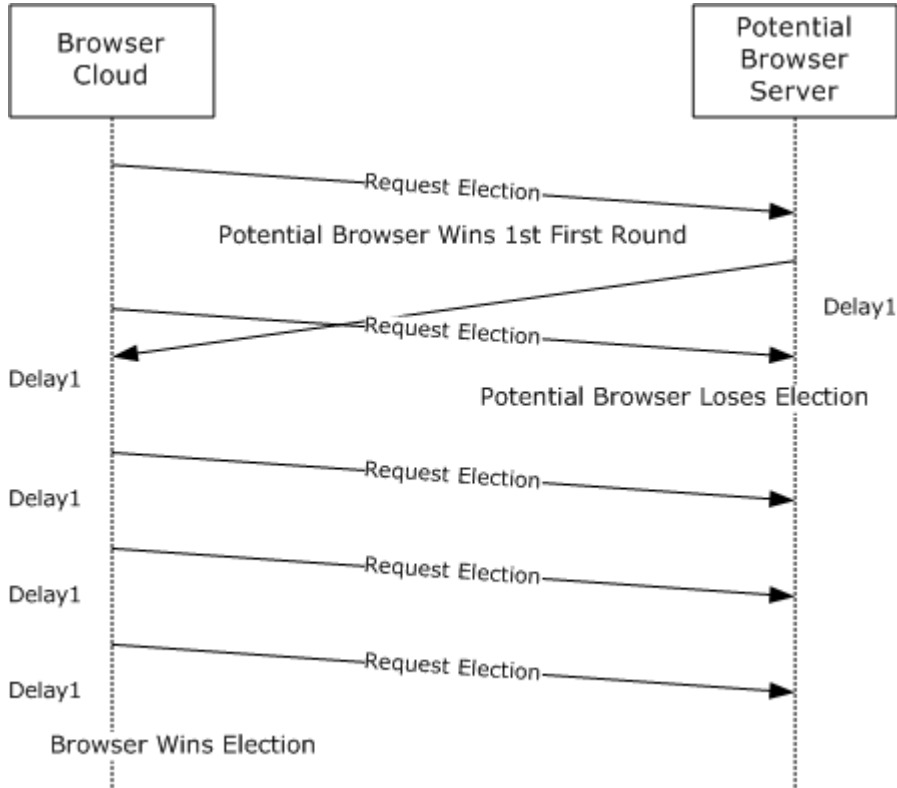 Browser
Cloud
Potential
Browser
Server
Request Election
Potential Browser Wins 1st First Round
Delay1
Request Election
Delay1
Potential Browser Loses Election
Request Election
Delay1
Request Election
Delay1
Request Election
Delay1
Browser Wins Election